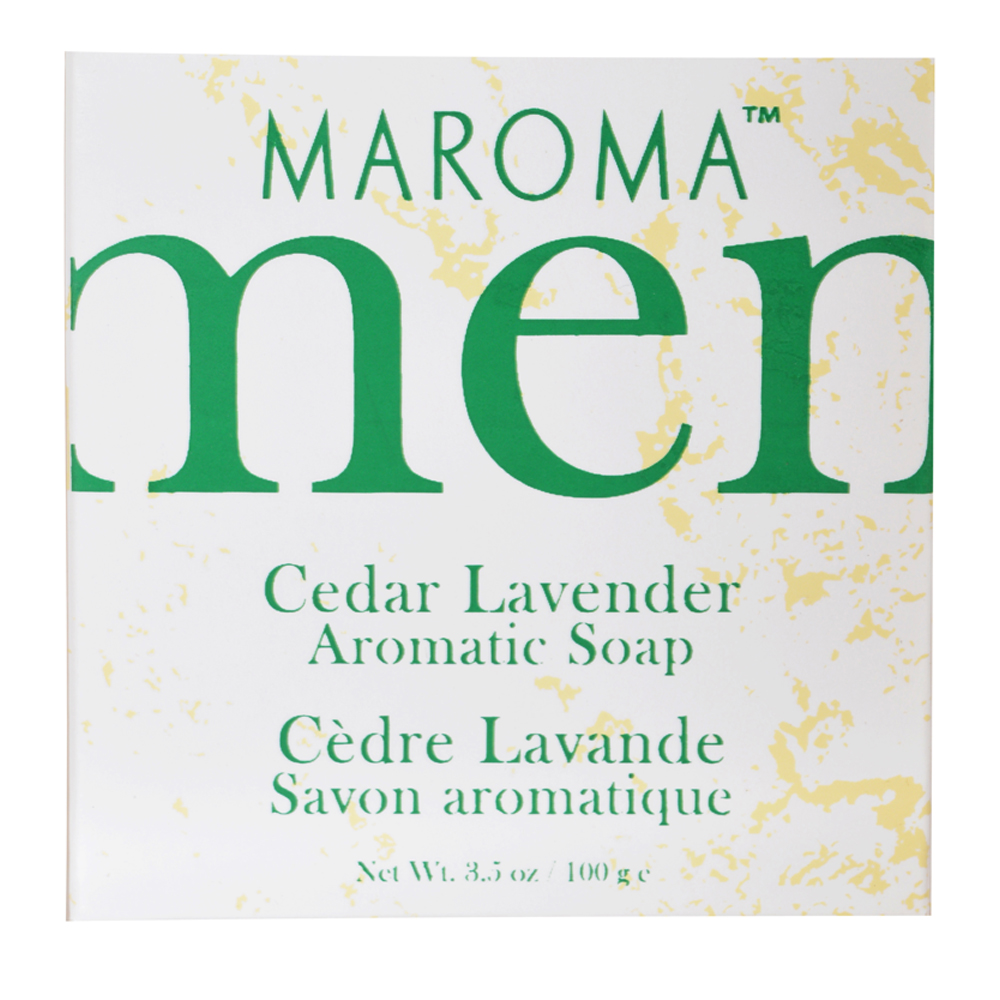 MAROMA™
men
Cedar Lavender
Aromatic Soap
Cèdre Lavande
Savon aromatique
Net Wt. 3.5 oz / 100 g e